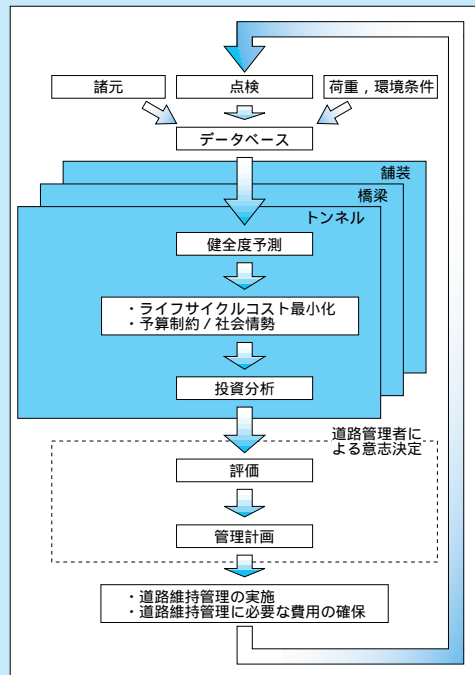 諸元
点検
荷重，環境条件
データベース
舗装
橋梁
トンネル
健全度予測
・ライフサイクルコスト最小化
・予算制約 / 社会情勢
投資分析
道路管理者に
よる意志決定
評価
管理計画
・道路維持管理の実施
・道路維持管理に必要な費用の確保